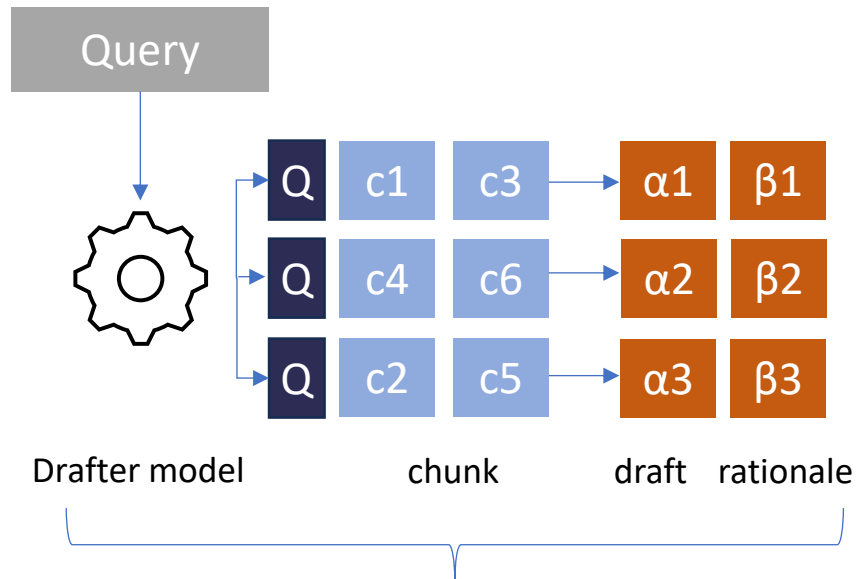 Query
Q c1 c3 α1 β1
Q c4 c6 α2 β2
Q c2 c5 α3 β3
Drafter model chunk draft rationale